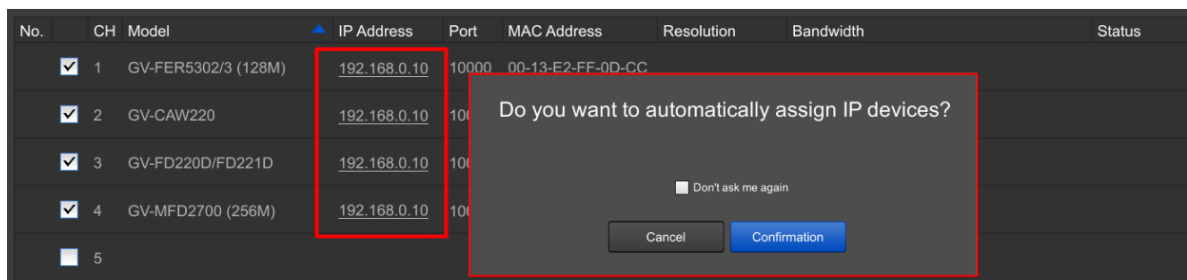 No. CH Model IP Address Port MAC Address Resolution Bandwidth Status
1 GV-FER5302/3 (128M) 192.168.0.10 10000 00-13-E2-FF-0D-CC
Do you want to automatically assign IP devices?
2 GV-CAW220 192.168.0.10
3 GV-FD220D/FD221D 192.168.0.10
Don't ask me again
4 GV-MFD2700 (256M) 192.168.0.10
Cancel Confirmation
5